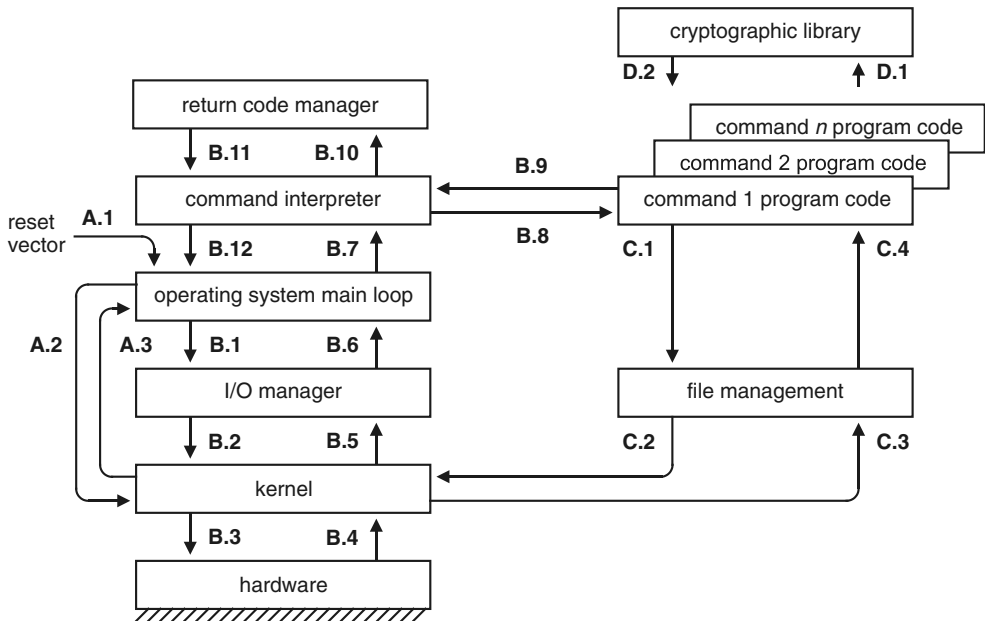 cryptographic library
D.2
D.1
return code manager
command n program code
B.11
B.10
command 2 program code
B.9
command interpreter
command 1 program code
reset
vector
A.1
B.12
B.7
B.8
C.1
C.4
operating system main loop
A.2
A.3
B.1
B.6
I/O manager
file management
B.2
B.5
C.2
C.3
kernel
B.3
B.4
hardware